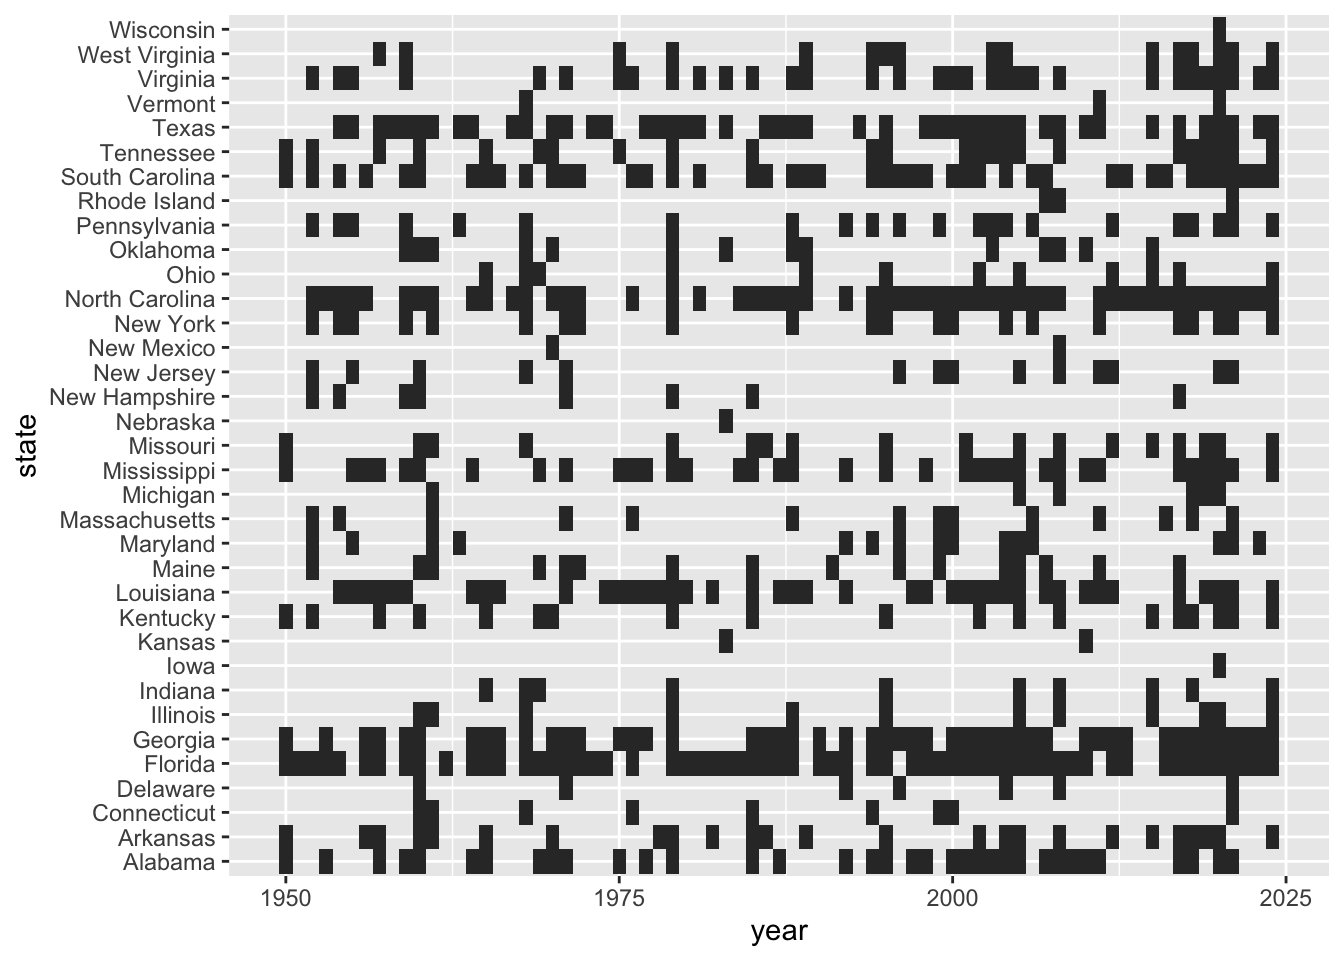 Wisconsin
West Virginia
Virginia
Vermont
Texas
Tennessee
South Carolina
Rhode Island
Pennsylvania
Oklahoma
Ohio
North Carolina
New York
New Mexico
New Jersey
New Hampshire
Nebraska
Missouri
Mississippi
Michigan
Massachusetts
Maryland
Maine
Louisiana
Kentucky
Kansas
Iowa
Indiana
Illinois
Georgia
Florida
Delaware
Connecticut
Arkansas
Alabama
state
1950 1975 2000 2025
year